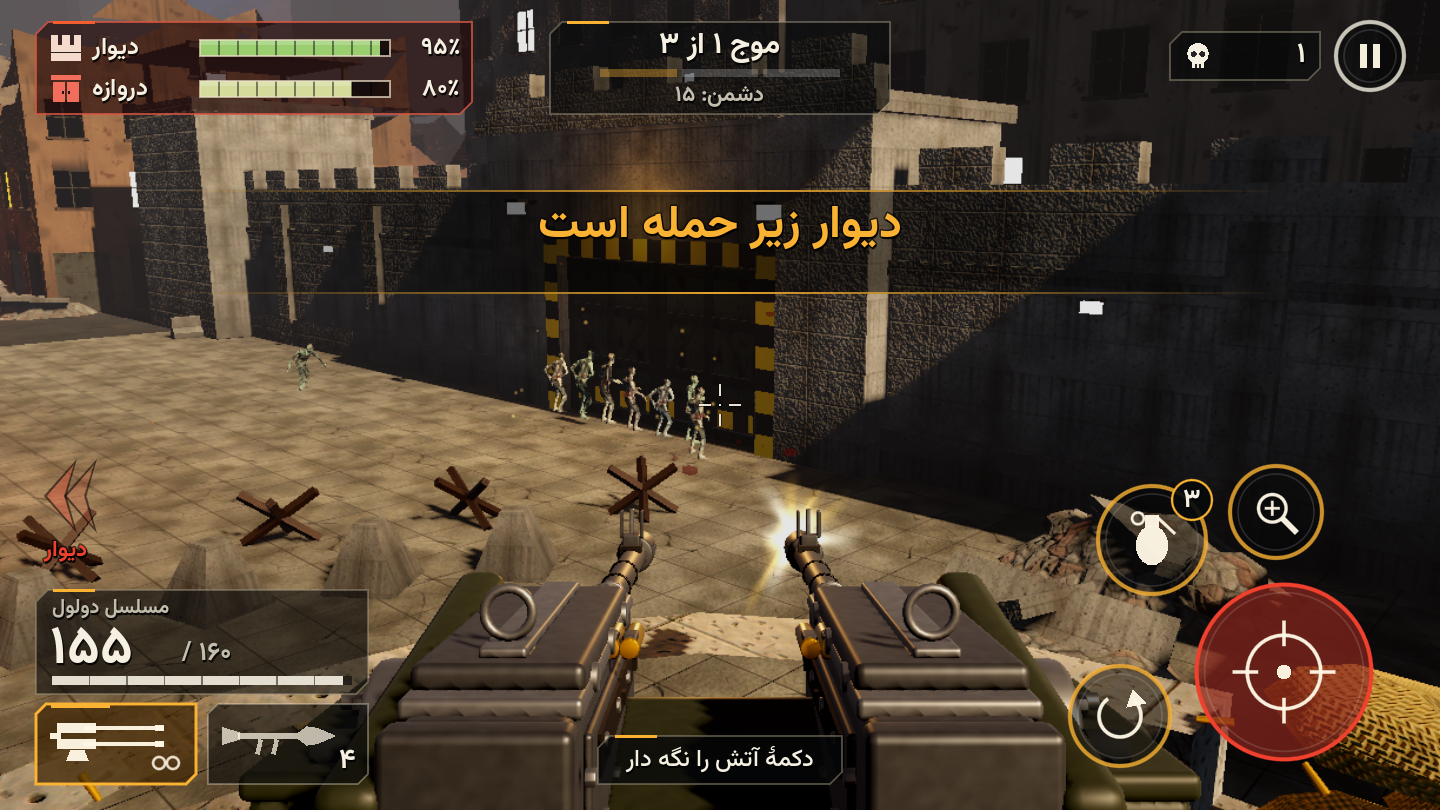 دیوار ۹۵٪
دروازه ۸۰٪
موج ۱ از ۳
دشمن: ۱۵
۱
دیوار زیر حمله است
۳
دیوار
مسلسل دولول
۱۵۵ / ۱۶۰
∞
۴
دکمهٔ آتش را نگه دار